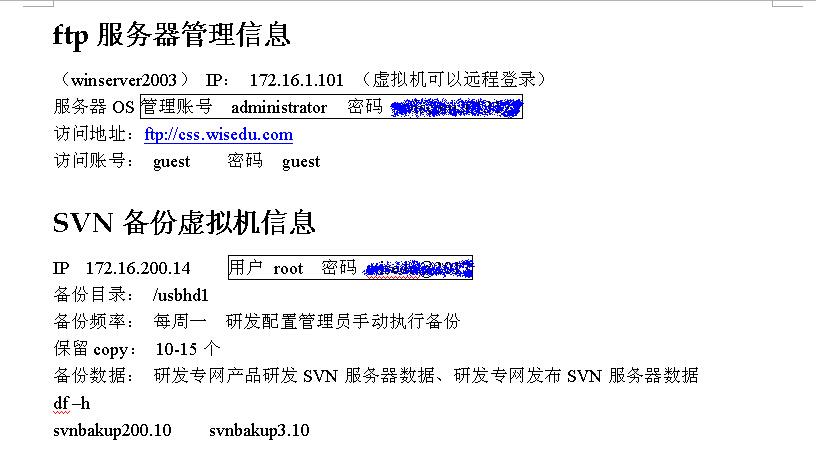 ftp 服务器管理信息
（winserver2003） IP： 172.16.1.101 （虚拟机可以远程登录）
服务器 OS 管理账号 administrator 密码
访问地址：ftp://css.wisedu.com
访问账号： guest 密码 guest
SVN 备份虚拟机信息
IP 172.16.200.14 用户 root 密码
备份目录： /usbhd1
备份频率： 每周一 研发配置管理员手动执行备份
保留 copy： 10-15 个
备份数据： 研发专网产品研发 SVN 服务器数据、研发专网发布 SVN 服务器数据
df –h
svnbakup200.10 svnbakup3.10